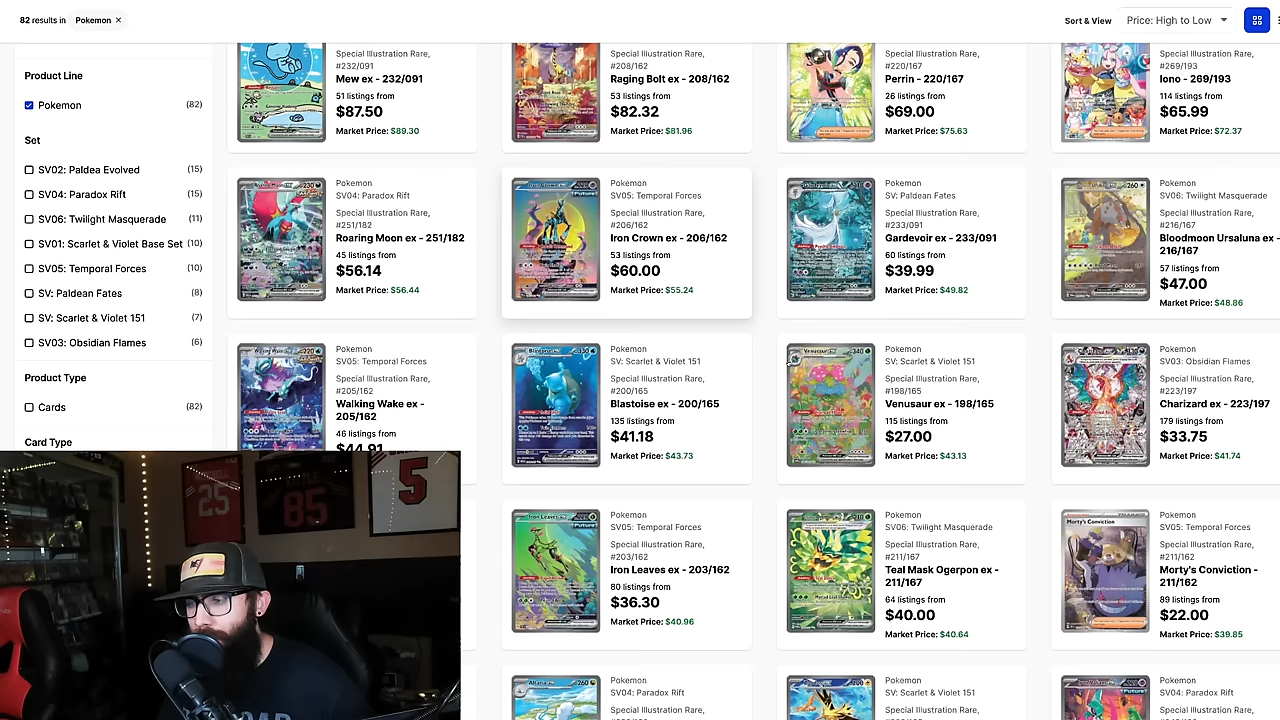 82 results in Pokemon ✕
Sort & View Price: High to Low
Product Line
Pokemon (82)
Set
SV02: Paldea Evolved (15)
SV04: Paradox Rift (15)
SV06: Twilight Masquerade (11)
SV01: Scarlet & Violet Base Set (10)
SV05: Temporal Forces (10)
SV: Paldean Fates (8)
SV: Scarlet & Violet 151 (7)
SV03: Obsidian Flames (6)
Product Type
Cards (82)
Card Type
Special Illustration Rare,
#232/091
Mew ex - 232/091
51 listings from
$87.50
Market Price: $89.30
Special Illustration Rare,
#208/162
Raging Bolt ex - 208/162
53 listings from
$82.32
Market Price: $81.96
Special Illustration Rare,
#220/167
Perrin - 220/167
26 listings from
$69.00
Market Price: $75.63
Special Illustration Rare,
#269/193
Iono - 269/193
114 listings from
$65.99
Market Price: $72.37
Pokemon
SV04: Paradox Rift
Special Illustration Rare,
#251/182
Roaring Moon ex - 251/182
45 listings from
$56.14
Market Price: $56.44
Pokemon
SV05: Temporal Forces
Special Illustration Rare,
#206/162
Iron Crown ex - 206/162
53 listings from
$60.00
Market Price: $55.24
Pokemon
SV: Paldean Fates
Special Illustration Rare,
#233/091
Gardevoir ex - 233/091
60 listings from
$39.99
Market Price: $49.82
Pokemon
SV06: Twilight Masquerade
Special Illustration Rare,
#216/167
Bloodmoon Ursaluna ex -
216/167
57 listings from
$47.00
Market Price: $48.86
Pokemon
SV05: Temporal Forces
Special Illustration Rare,
#205/162
Walking Wake ex -
205/162
46 listings from
$44.91
Pokemon
SV: Scarlet & Violet 151
Special Illustration Rare,
#200/165
Blastoise ex - 200/165
135 listings from
$41.18
Market Price: $43.73
Pokemon
SV: Scarlet & Violet 151
Special Illustration Rare,
#198/165
Venusaur ex - 198/165
115 listings from
$27.00
Market Price: $43.13
Pokemon
SV03: Obsidian Flames
Special Illustration Rare,
#223/197
Charizard ex - 223/197
179 listings from
$33.75
Market Price: $41.74
Pokemon
SV05: Temporal Forces
Special Illustration Rare,
#203/162
Iron Leaves ex - 203/162
80 listings from
$36.30
Market Price: $40.96
Pokemon
SV06: Twilight Masquerade
Special Illustration Rare,
#211/167
Teal Mask Ogerpon ex -
211/167
64 listings from
$40.00
Market Price: $40.64
Morty's Conviction
Pokemon
SV05: Temporal Forces
Special Illustration Rare,
#211/162
Morty's Conviction -
211/162
89 listings from
$22.00
Market Price: $39.85
Pokemon
SV04: Paradox Rift
Pokemon
SV: Scarlet & Violet 151
Pokemon
SV04: Paradox Rift
25
85
5